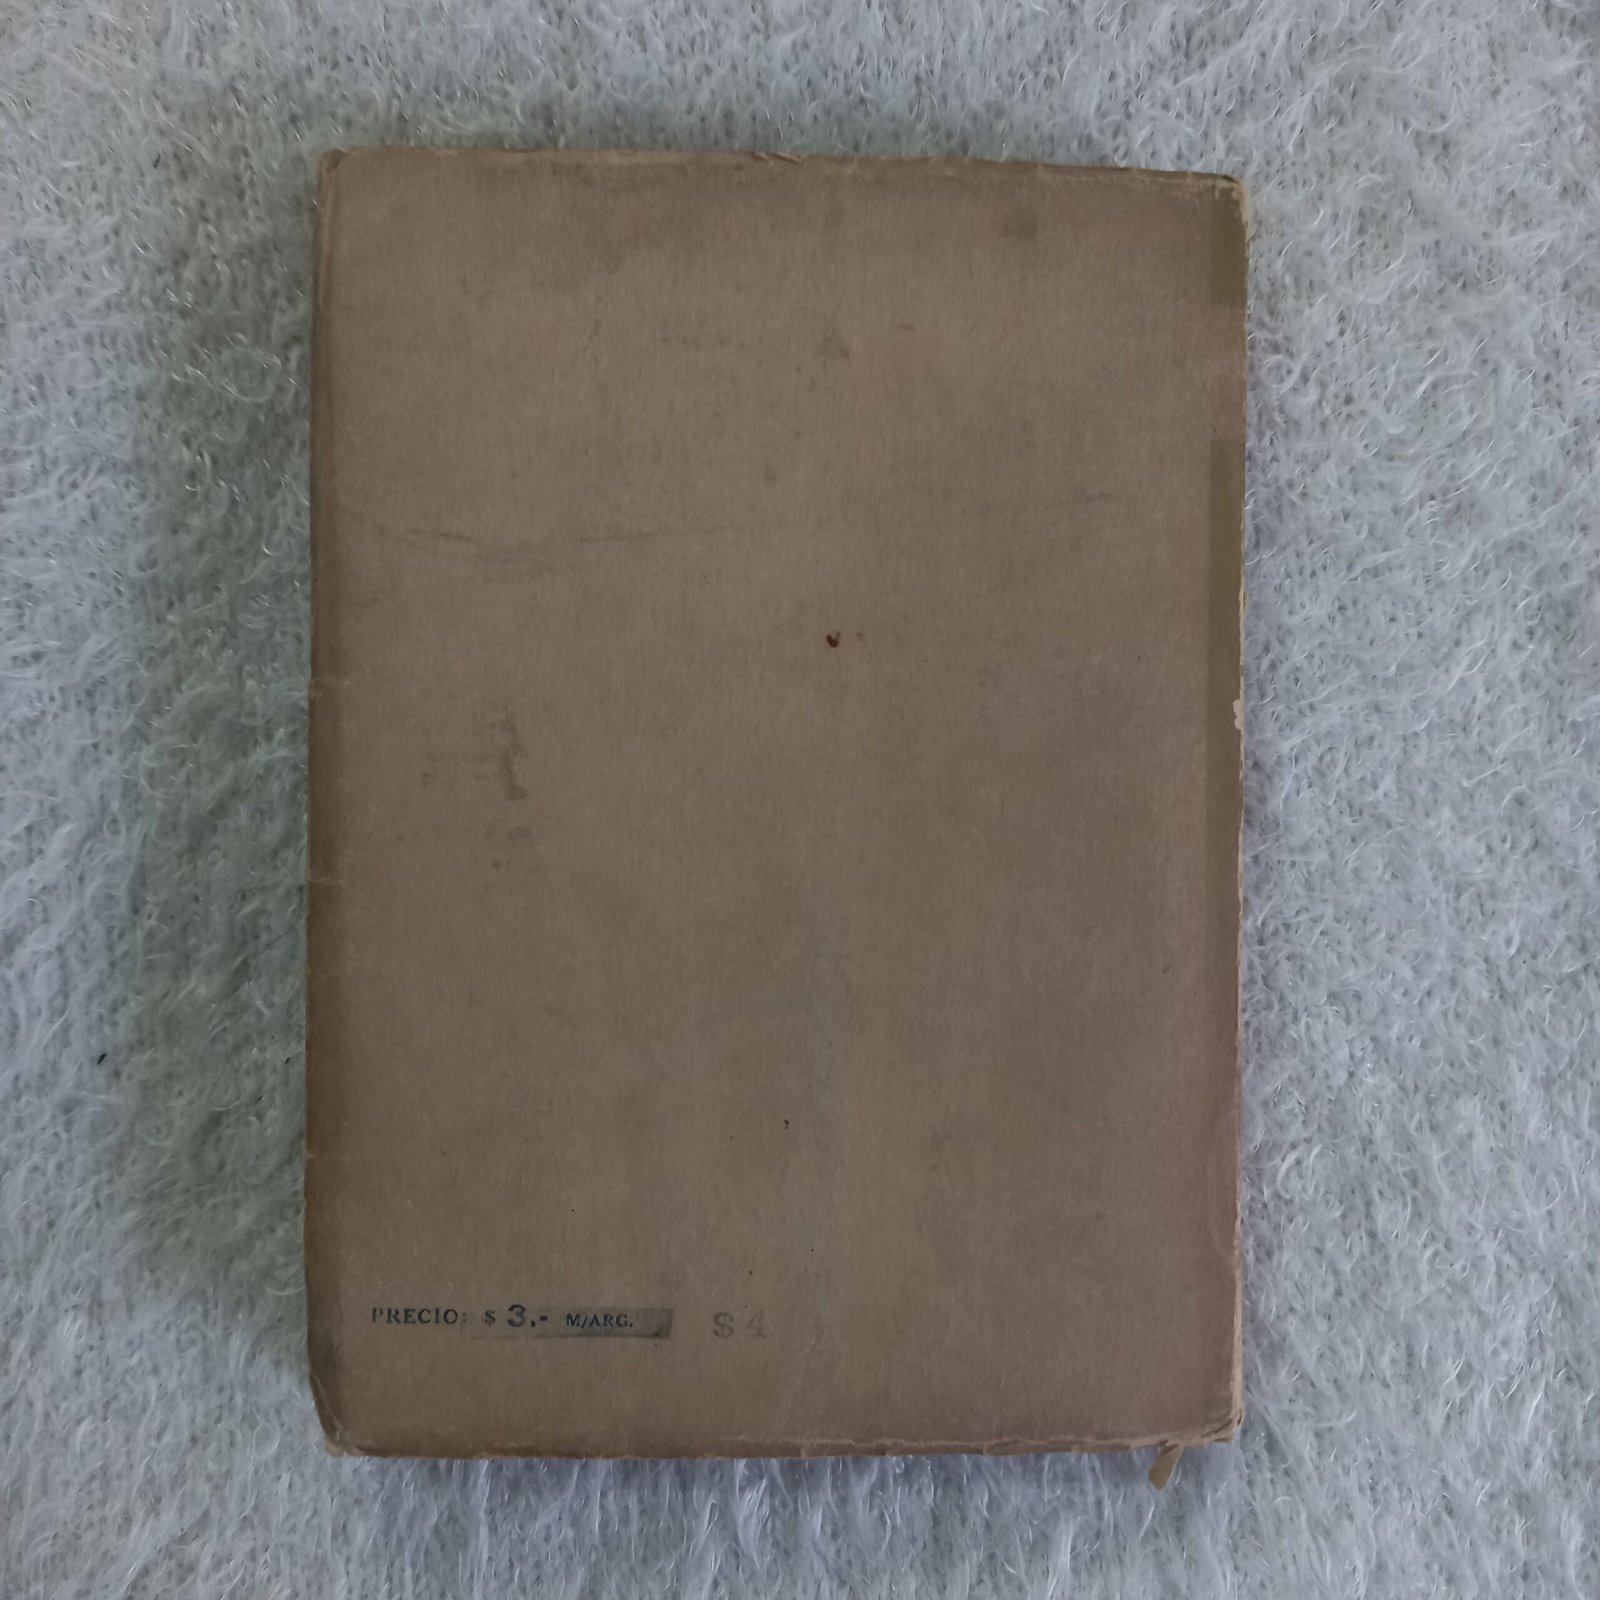 PRECIO: $ 3.- M/ARG. $4